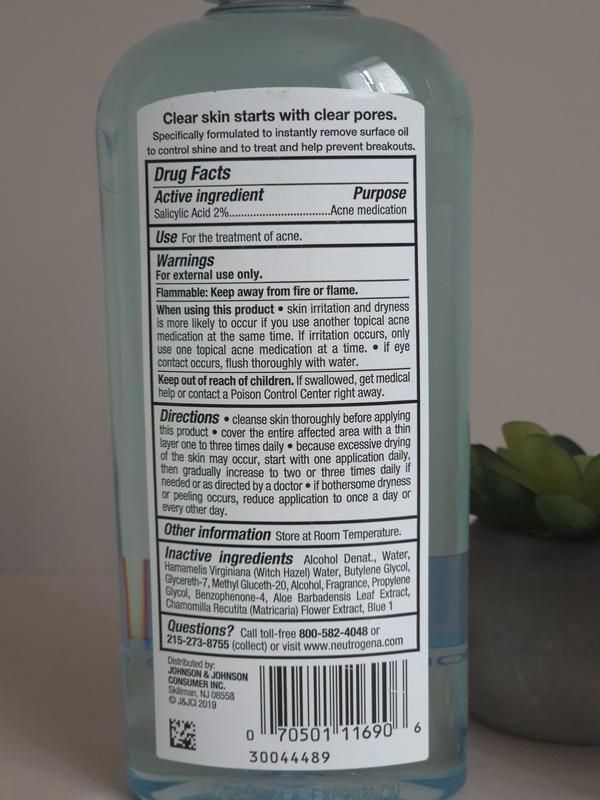 Clear skin starts with clear pores.
Specifically formulated to instantly remove surface oil
to control shine and to treat and help prevent breakouts.
Drug Facts
Active ingredient Purpose
Salicylic Acid 2%................................Acne medication
Use For the treatment of acne.
Warnings
For external use only.
Flammable: Keep away from fire or flame.
When using this product • skin irritation and dryness
is more likely to occur if you use another topical acne
medication at the same time. If irritation occurs, only
use one topical acne medication at a time. • if eye
contact occurs, flush thoroughly with water.
Keep out of reach of children. If swallowed, get medical
help or contact a Poison Control Center right away.
Directions • cleanse skin thoroughly before applying
this product • cover the entire affected area with a thin
layer one to three times daily • because excessive drying
of the skin may occur, start with one application daily,
then gradually increase to two or three times daily if
needed or as directed by a doctor • if bothersome dryness
or peeling occurs, reduce application to once a day or
every other day.
Other information Store at Room Temperature.
Inactive ingredients Alcohol Denat., Water,
Hamamelis Virginiana (Witch Hazel) Water, Butylene Glycol,
Glycereth-7, Methyl Gluceth-20, Alcohol, Fragrance, Propylene
Glycol, Benzophenone-4, Aloe Barbadensis Leaf Extract,
Chamomilla Recutita (Matricaria) Flower Extract, Blue 1
Questions? Call toll-free 800-582-4048 or
215-273-8755 (collect) or visit www.neutrogena.com
Distributed by:
JOHNSON & JOHNSON
CONSUMER INC.
Skillman, NJ 08558
© J&JCI 2019
0 70501 11690 6
30044489